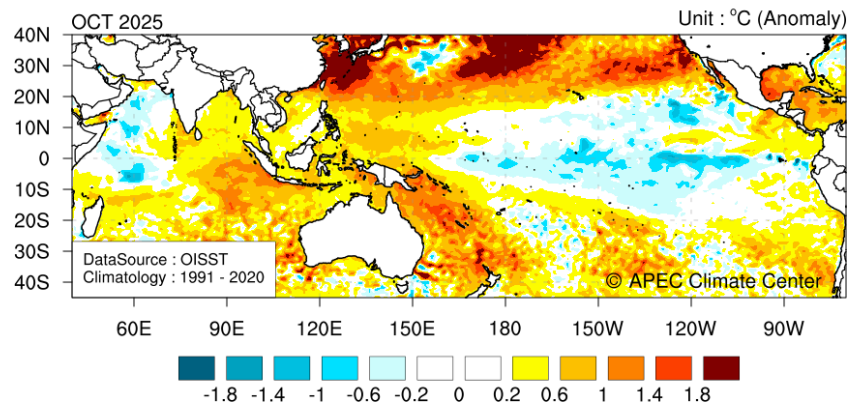 OCT 2025
Unit : °C (Anomaly)
40N
30N
20N
10N
0
10S
20S
30S
40S
DataSource : OISST
Climatology : 1991 - 2020
© APEC Climate Center
60E 90E 120E 150E 180 150W 120W 90W
-1.8 -1.4 -1 -0.6 -0.2 0 0.2 0.6 1 1.4 1.8